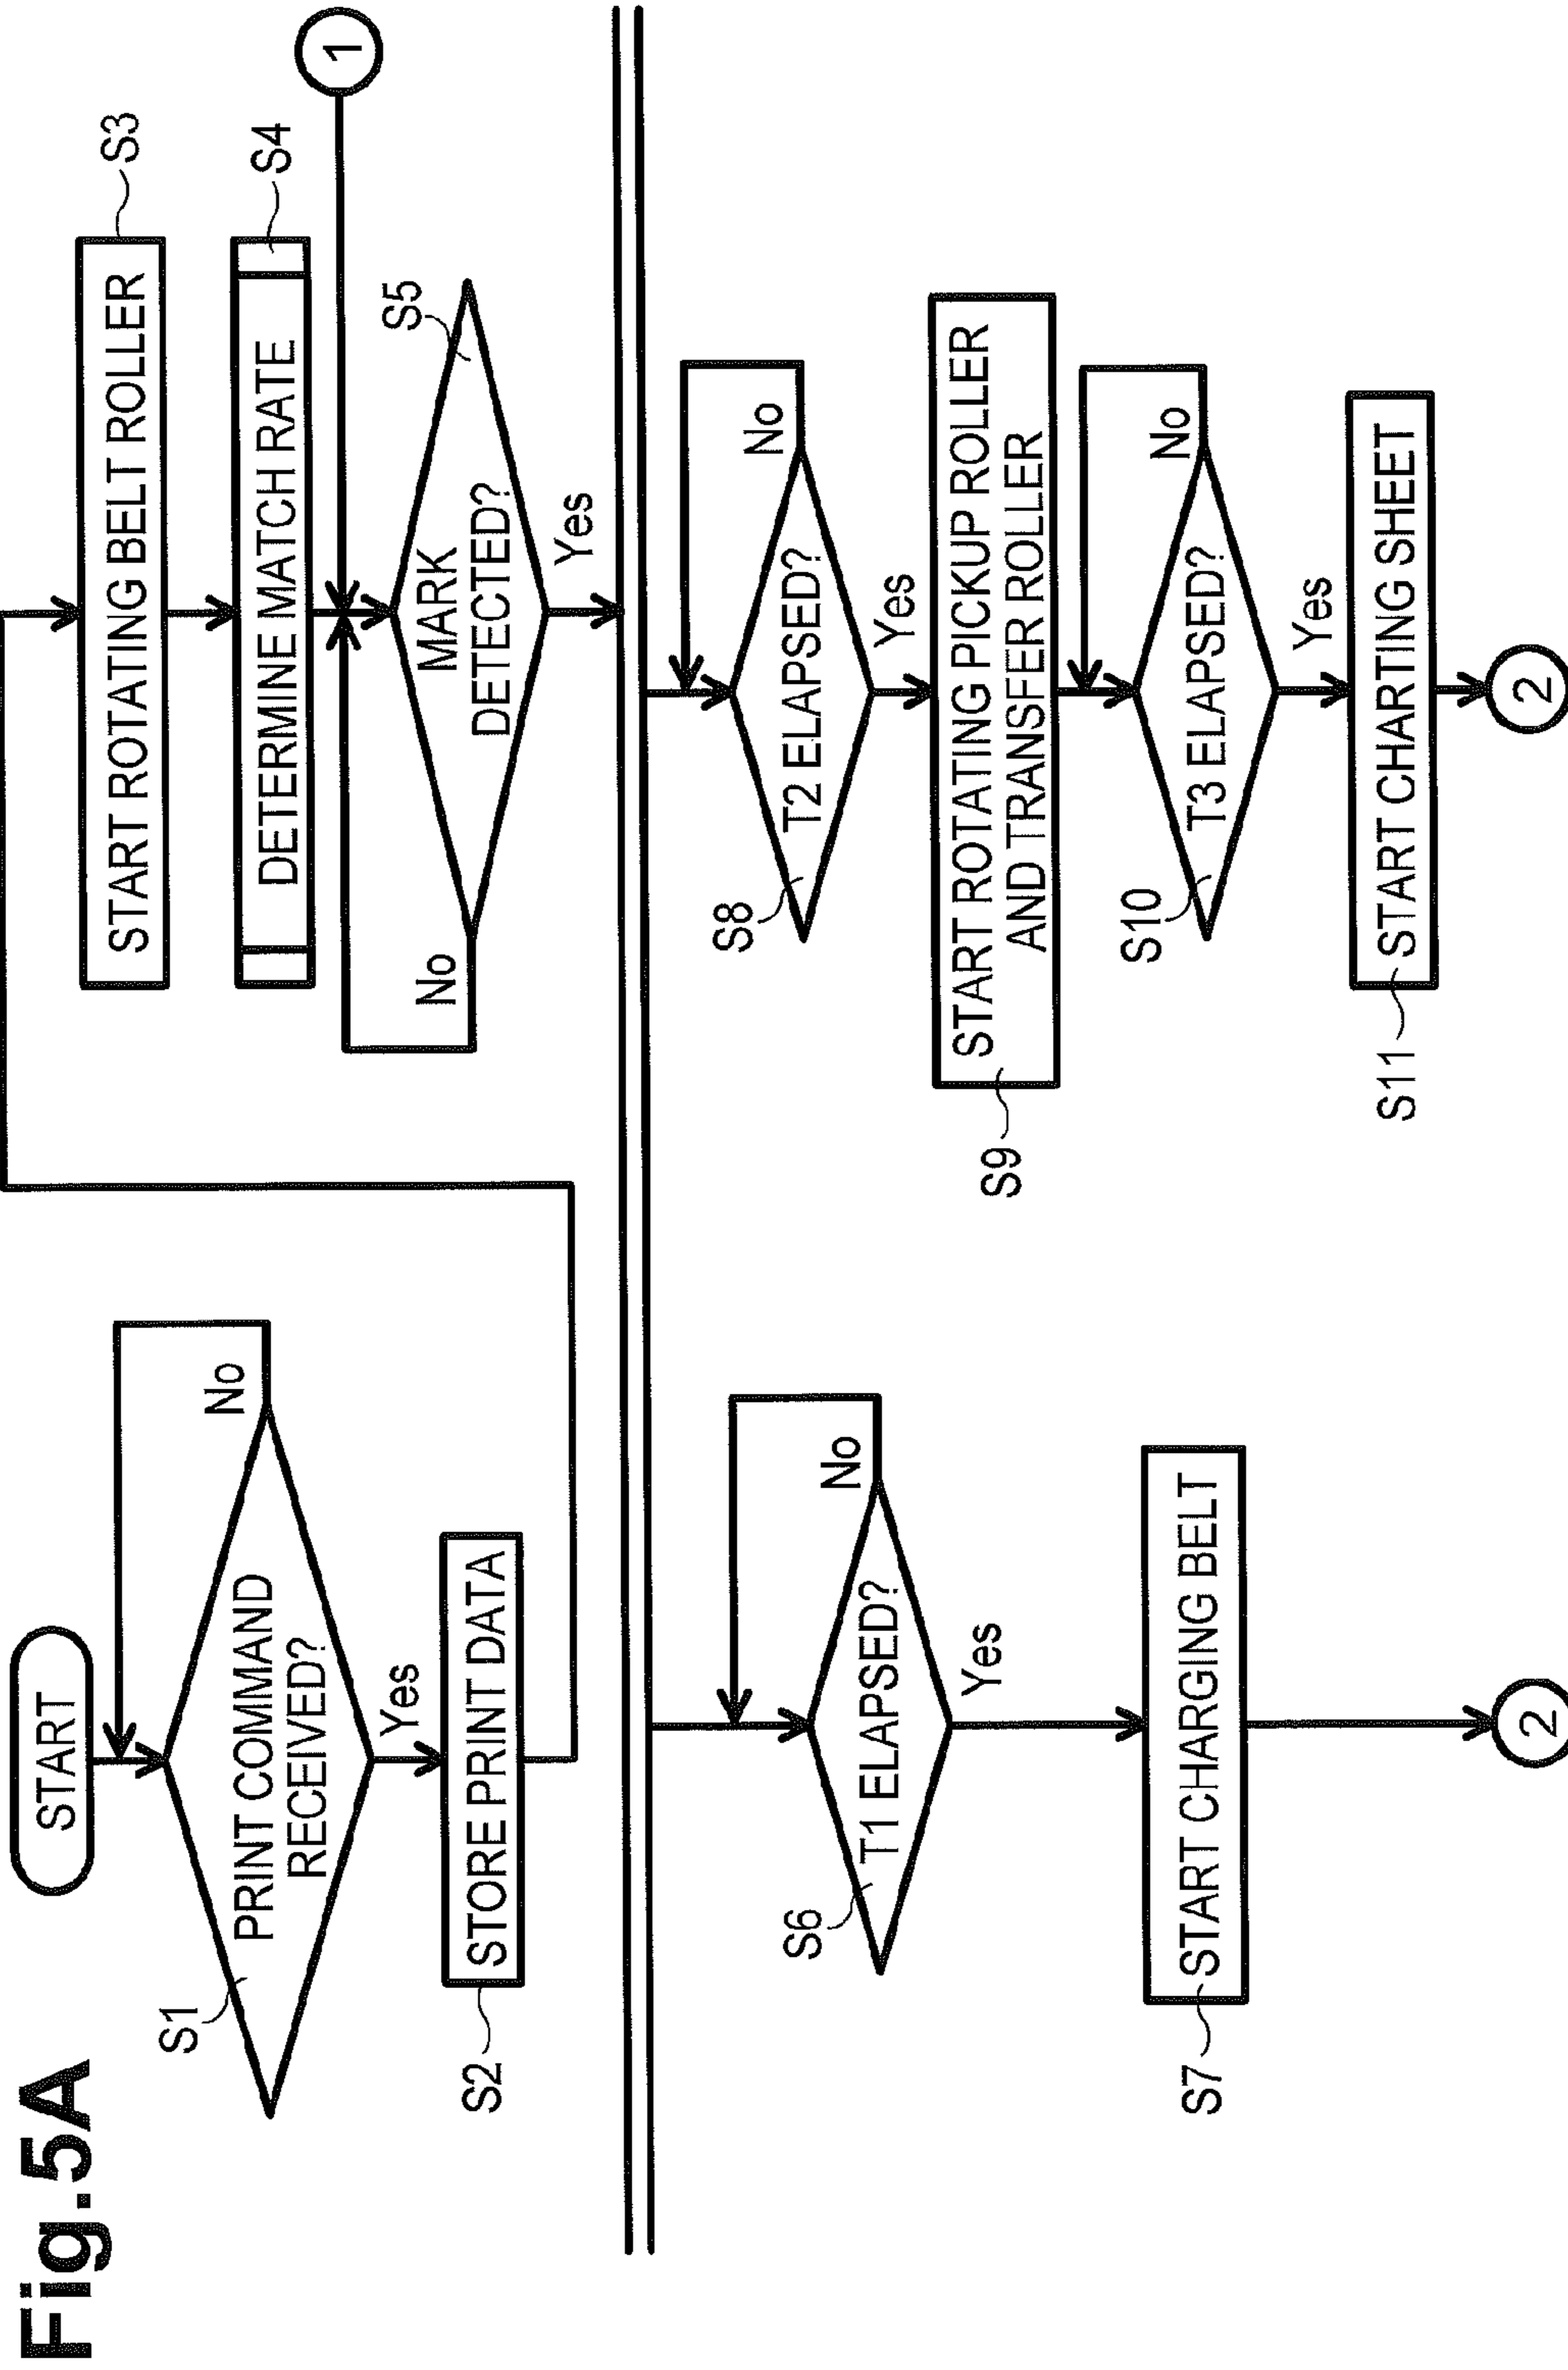 Fig.5A
START
S1
PRINT COMMAND
RECEIVED?
No
Yes
S2
STORE PRINT DATA
START ROTATING BELT ROLLER
S3
DETERMINE MATCH RATE
S4
1
MARK
DETECTED?
S5
No
Yes
S6
T1 ELAPSED?
No
Yes
S7
START CHARGING BELT
2
S8
T2 ELAPSED?
No
Yes
S9
START ROTATING PICKUP ROLLER
AND TRANSFER ROLLER
S10
T3 ELAPSED?
No
Yes
S11
START CHARTING SHEET
2